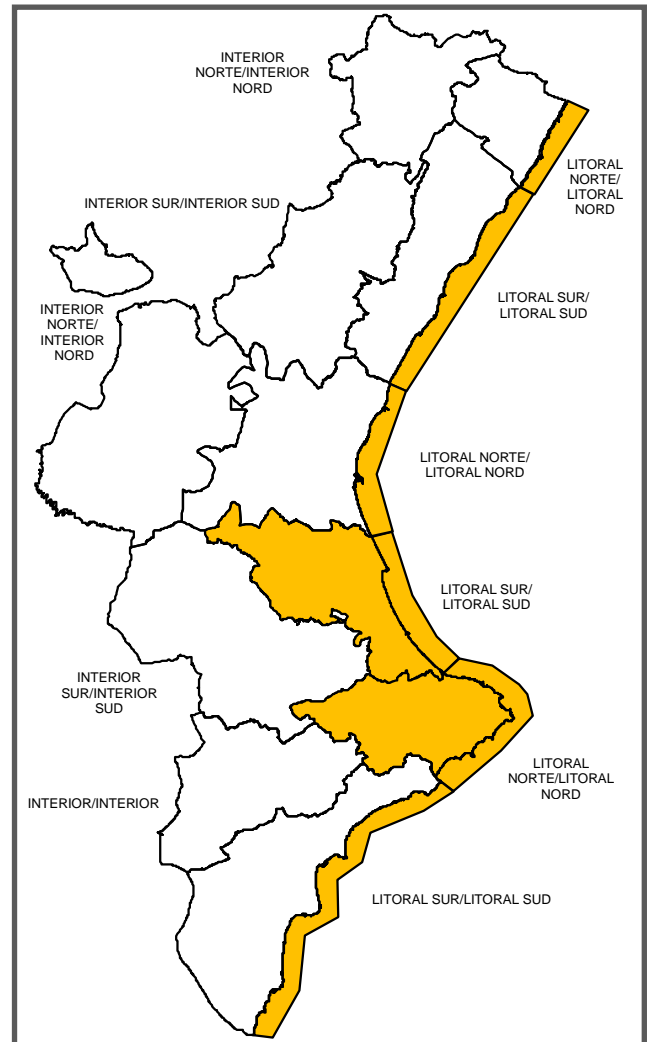 INTERIOR
NORTE/INTERIOR
NORD
LITORAL
NORTE/
LITORAL
NORD
INTERIOR SUR/INTERIOR SUD
INTERIOR
NORTE/
INTERIOR
NORD
LITORAL SUR/
LITORAL SUD
LITORAL NORTE/
LITORAL NORD
LITORAL SUR/
LITORAL SUD
INTERIOR
SUR/INTERIOR
SUD
LITORAL
NORTE/LITORAL
NORD
INTERIOR/INTERIOR
LITORAL SUR/LITORAL SUD